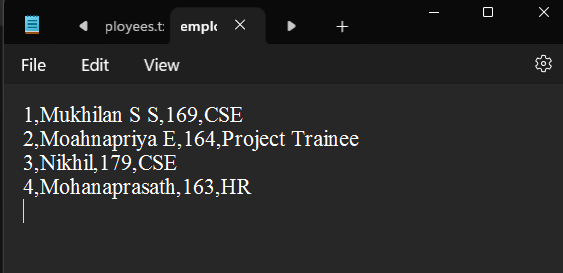 ployees.t
emplo
File Edit View
1,Mukhilan S S,169,CSE
2,Moahnapriya E,164,Project Trainee
3,Nikhil,179,CSE
4,Mohanaprasath,163,HR